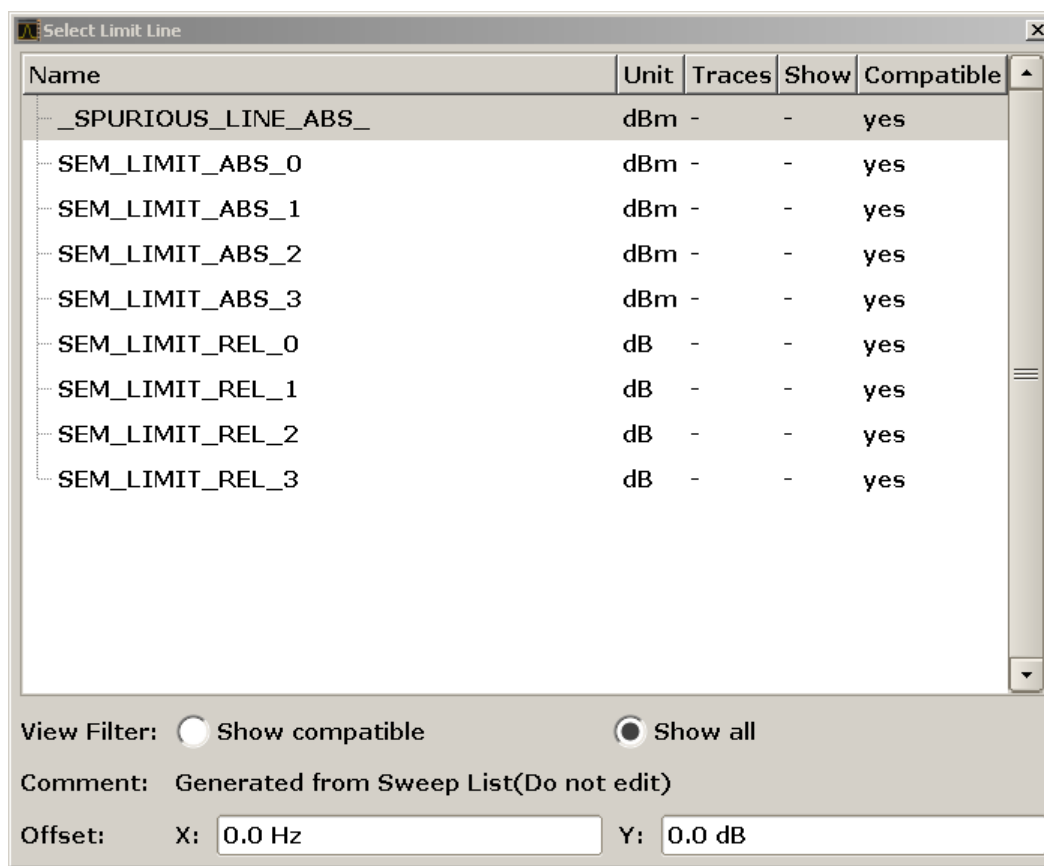 Select Limit Line
Name Unit Traces Show Compatible
_SPURIOUS_LINE_ABS_ dBm - - yes
SEM_LIMIT_ABS_0 dBm - - yes
SEM_LIMIT_ABS_1 dBm - - yes
SEM_LIMIT_ABS_2 dBm - - yes
SEM_LIMIT_ABS_3 dBm - - yes
SEM_LIMIT_REL_0 dB - - yes
SEM_LIMIT_REL_1 dB - - yes
SEM_LIMIT_REL_2 dB - - yes
SEM_LIMIT_REL_3 dB - - yes
View Filter: Show compatible Show all
Comment: Generated from Sweep List(Do not edit)
Offset: X: 0.0 Hz Y: 0.0 dB